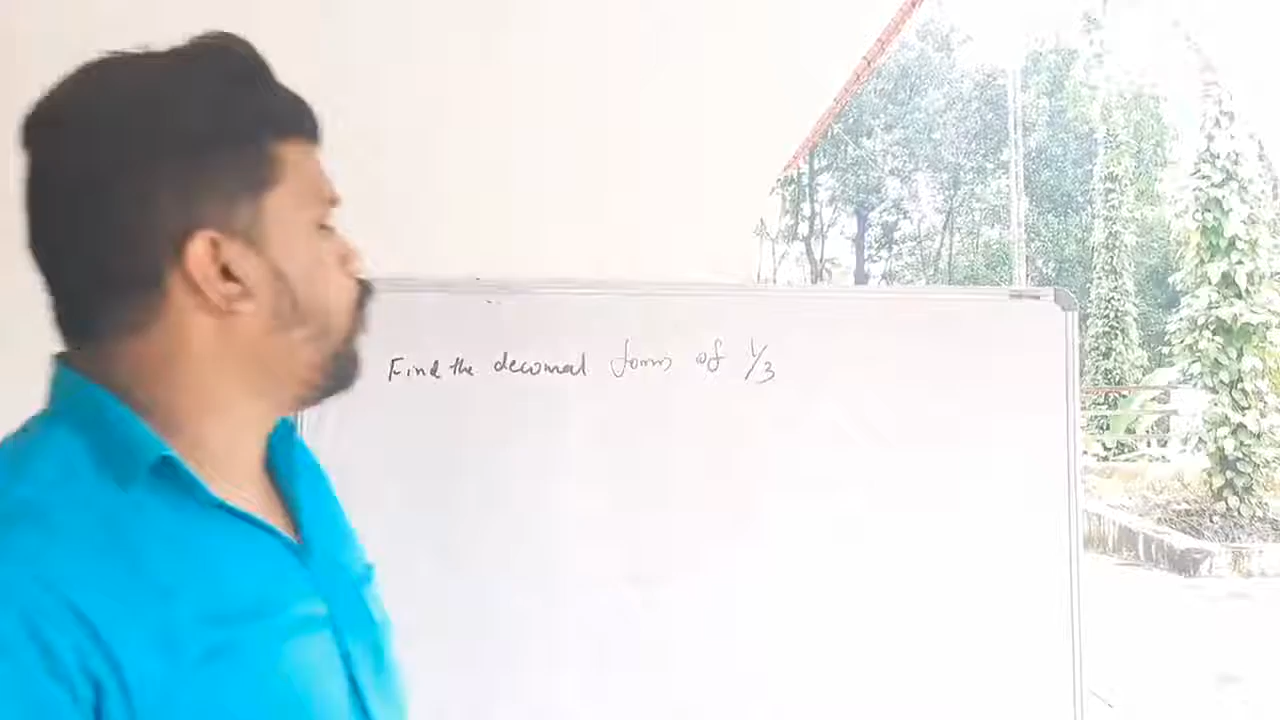 Find the decimal form of 1/3